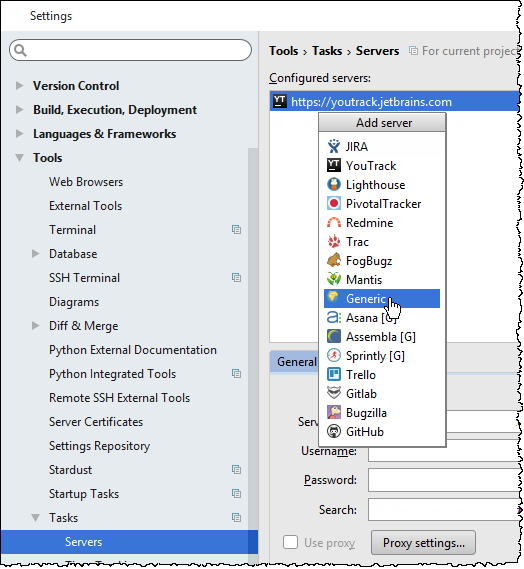 Settings
Version Control
Build, Execution, Deployment
Languages & Frameworks
Tools
Web Browsers
External Tools
Terminal
Database
SSH Terminal
Diagrams
Diff & Merge
Python External Documentation
Python Integrated Tools
Remote SSH External Tools
Server Certificates
Settings Repository
Stardust
Startup Tasks
Tasks
Servers
Tools › Tasks › Servers
For current project
Configured servers:
YT https://youtrack.jetbrains.com
Add server
JIRA
YT YouTrack
Lighthouse
PivotalTracker
Redmine
Trac
FogBugz
Mantis
Generic
Asana [G]
Assembla [G]
Sprintly [G]
Trello
Gitlab
Bugzilla
GitHub
General
Username:
Password:
Search:
Use proxy
Proxy settings...